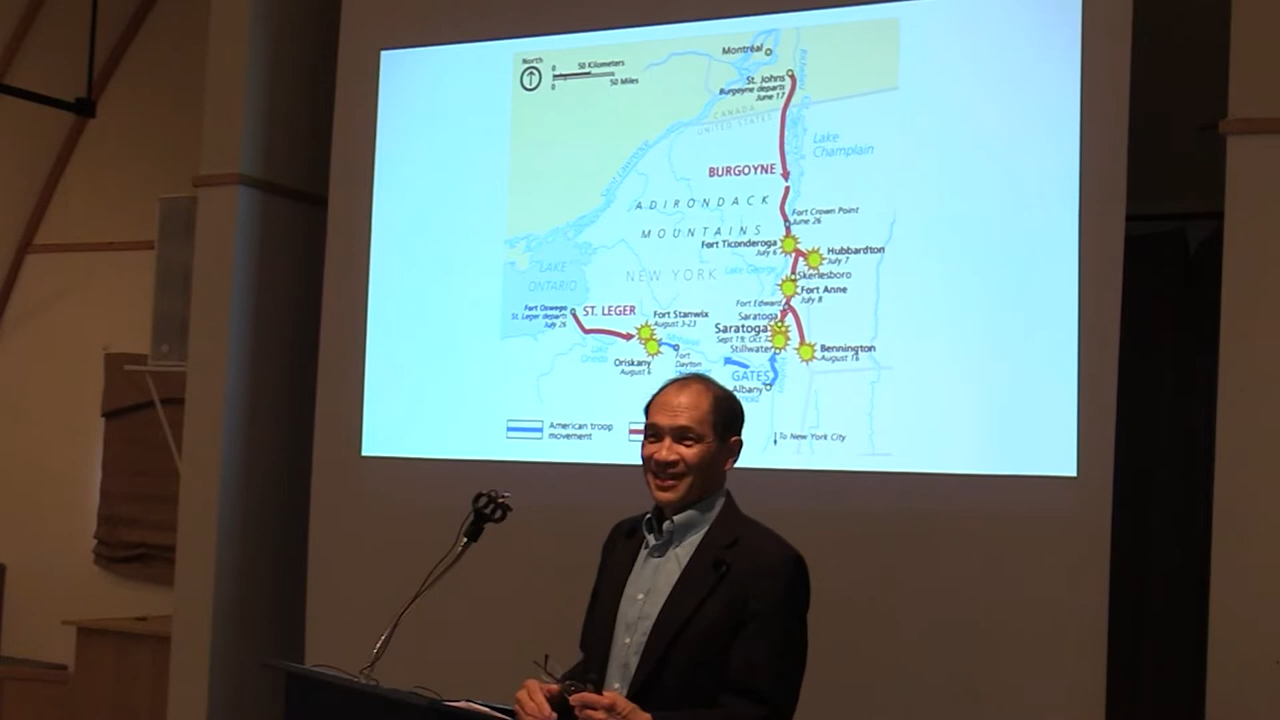 North
0 50 Kilometers
0 50 Miles
Montréal
St. Johns
Burgoyne departs
June 17
CANADA
UNITED STATES
Saint Lawrence
Lake
Champlain
BURGOYNE
ADIRONDACK
MOUNTAINS
Fort Crown Point
June 26
Fort Ticonderoga
July 6
Hubbardton
July 7
LAKE
ONTARIO
NEW YORK
Lake George
Skenesboro
Fort Anne
July 8
Fort Oswego
St. Leger departs
July 26
ST. LEGER
Fort Stanwix
August 3-23
Fort Edward
Saratoga
Saratoga
Sept 19; Oct 7
Stillwater
Lake
Oneida
Oriskany
August 6
Fort
Dayton
Bennington
August 16
GATES
Albany
American troop
movement
To New York City